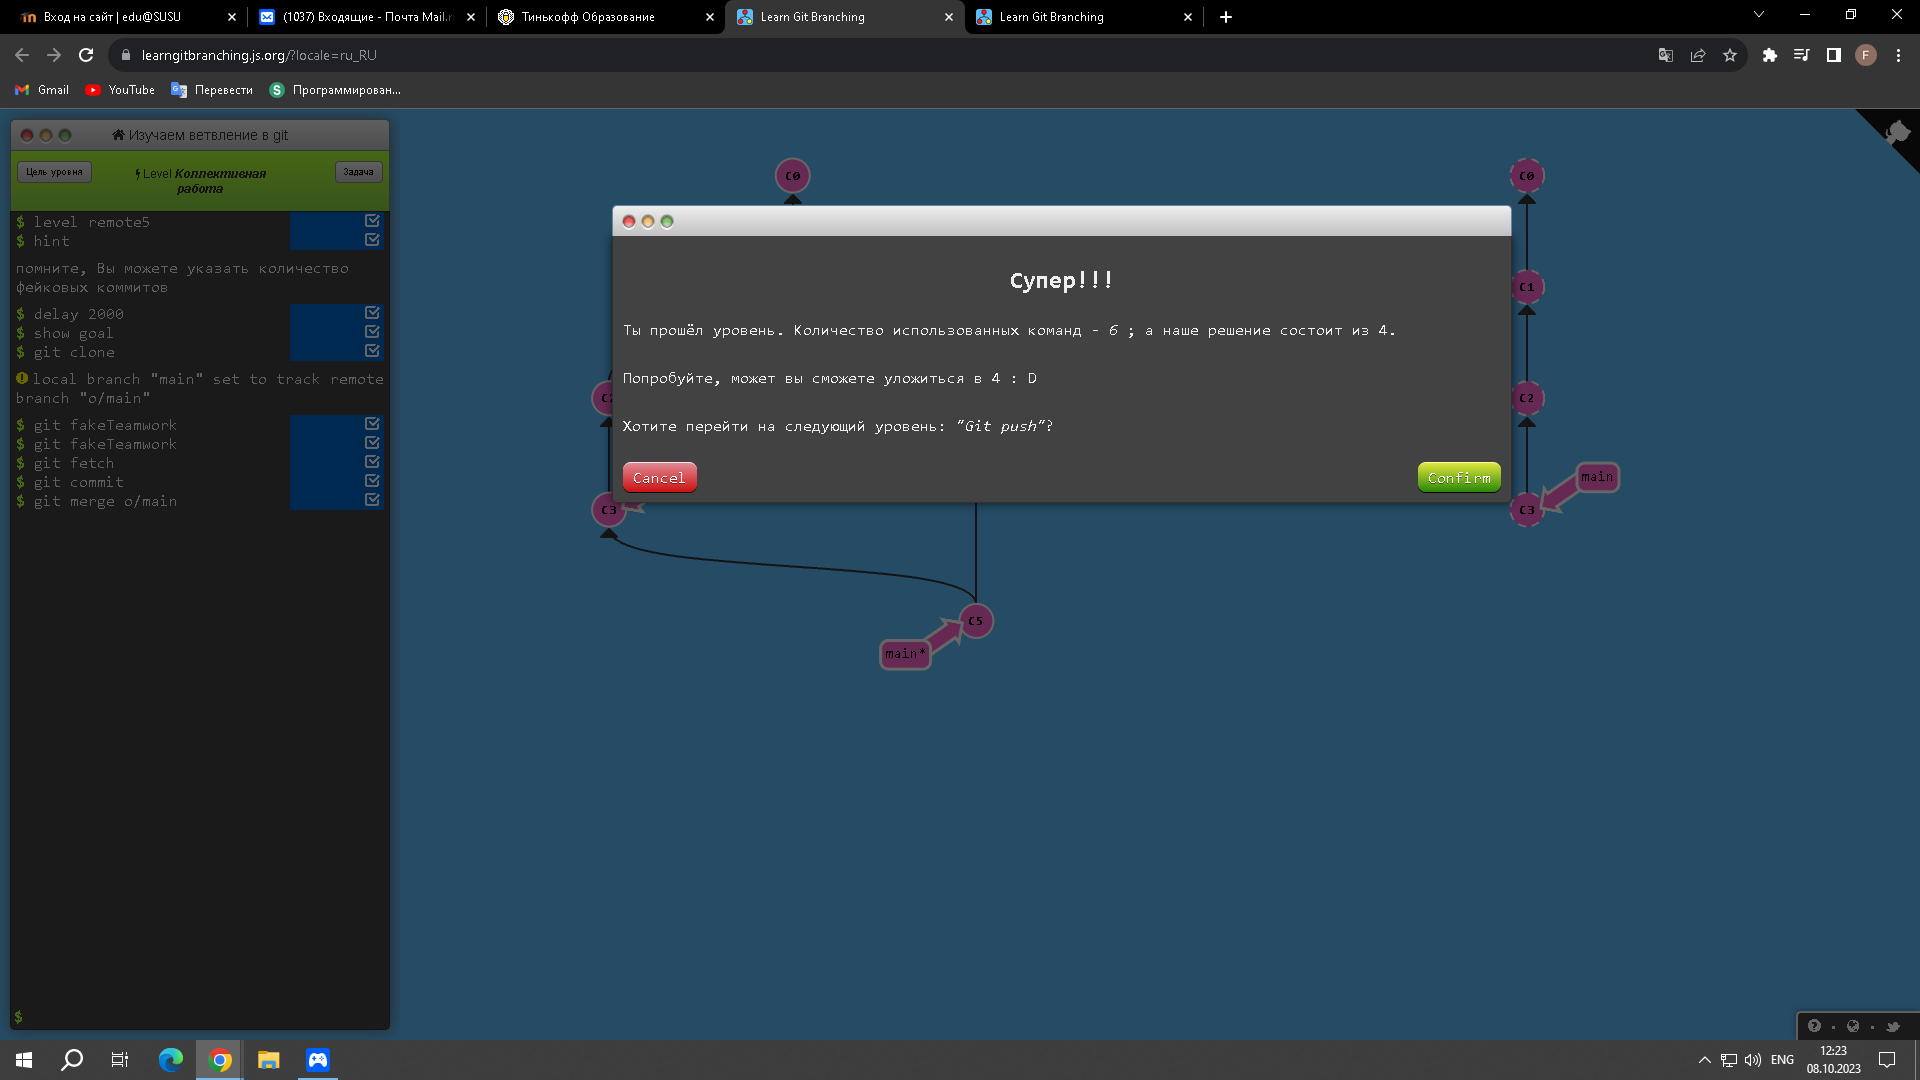 Вход на сайт | edu@SUSU
(1037) Входящие - Почта Mail.r
Тинькофф Образование
Learn Git Branching
Learn Git Branching
learngitbranching.js.org/?locale=ru_RU
F
Gmail
YouTube
Перевести
S
Программирован...
Изучаем ветвление в git
Цель уровня
Level Коллективная работа
Задача
$ level remote5
$ hint
помните, Вы можете указать количество
фейковых коммитов
$ delay 2000
$ show goal
$ git clone
local branch "main" set to track remote
branch "o/main"
$ git fakeTeamwork
$ git fakeTeamwork
$ git fetch
$ git commit
$ git merge o/main
$
C0
C0
C1
C2
C3
main
C3
C5
main*
Супер!!!
Ты прошёл уровень. Количество использованных команд - 6 ; а наше решение состоит из 4.
Попробуйте, может вы сможете уложиться в 4 : D
Хотите перейти на следующий уровень: "Git push"?
Cancel
Confirm
ENG
12:23
08.10.2023